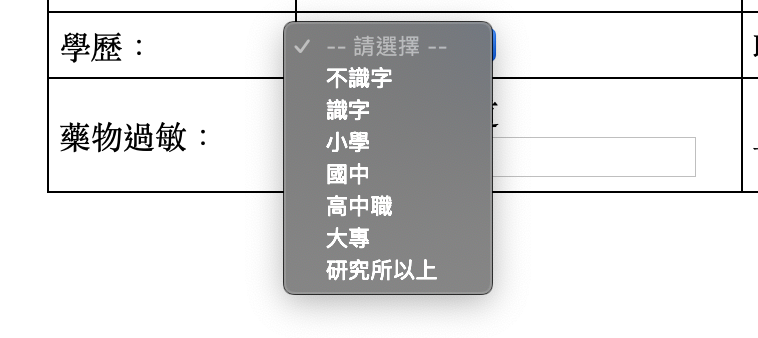 學歷：
-- 請選擇 --
不識字
識字
小學
國中
高中職
大專
研究所以上
藥物過敏：